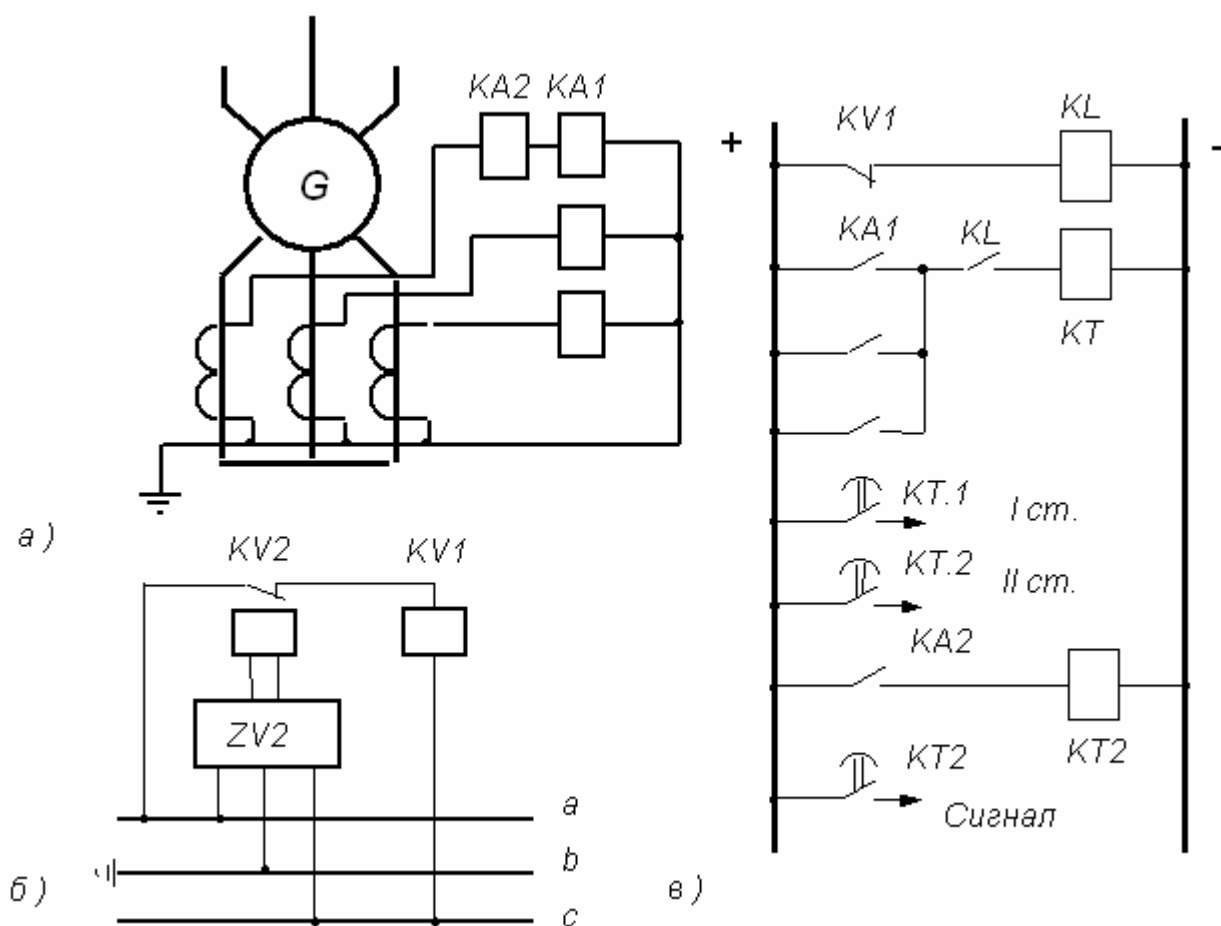 KA2 KA1
G
а )
KV2 KV1
ZV2
a
b
c
б )
+ -
KV1 KL
KA1 KL
KT
KT.1 I ст.
KT.2 II ст.
KA2
KT2
KT2
Сигнал
в )